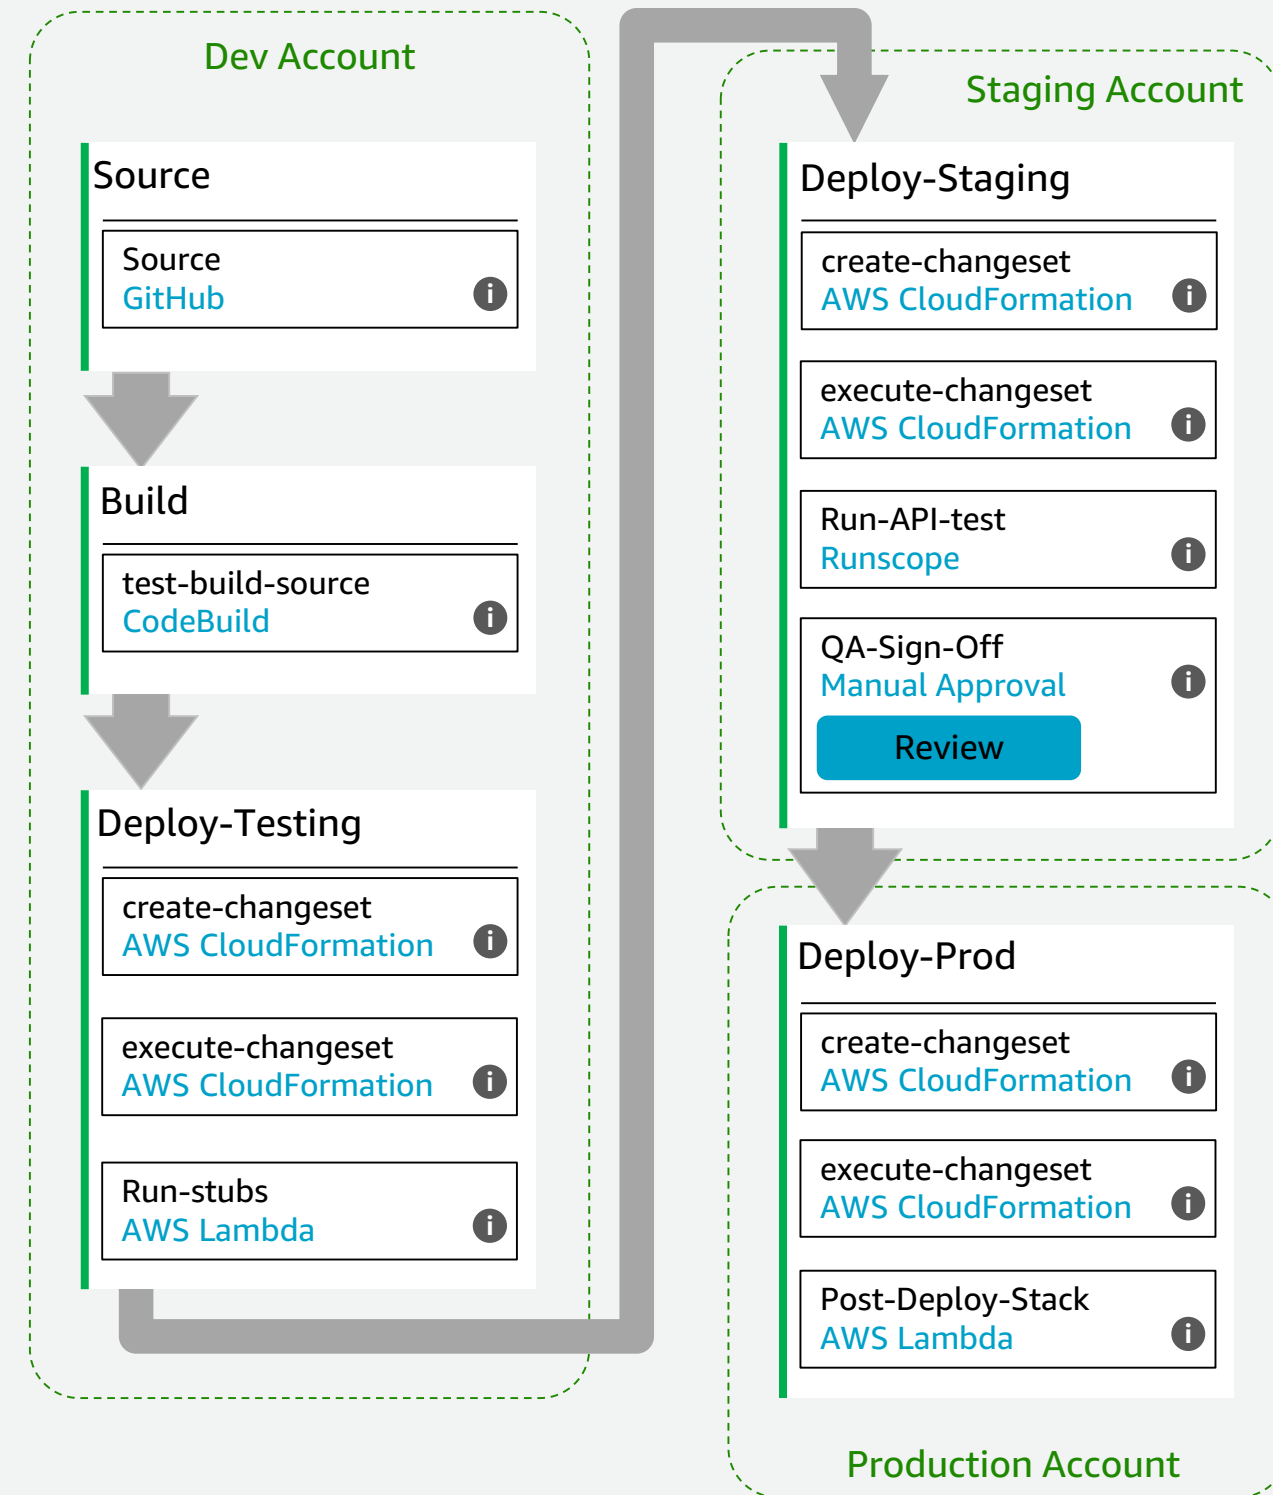 Dev Account
Source
Source
GitHub
i
Build
test-build-source
CodeBuild
i
Deploy-Testing
create-changeset
AWS CloudFormation
i
execute-changeset
AWS CloudFormation
i
Run-stubs
AWS Lambda
i
Staging Account
Deploy-Staging
create-changeset
AWS CloudFormation
i
execute-changeset
AWS CloudFormation
i
Run-API-test
Runscope
i
QA-Sign-Off
Manual Approval
i
Review
Deploy-Prod
create-changeset
AWS CloudFormation
i
execute-changeset
AWS CloudFormation
i
Post-Deploy-Stack
AWS Lambda
i
Production Account